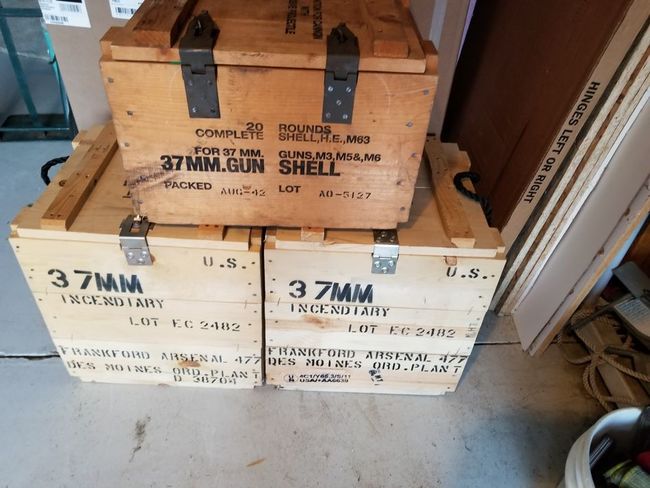 20 ROUNDS
COMPLETE SHELL,H.E.,M63
FOR 37 MM. GUNS,M3,M5&,M6
37MM.GUN SHELL
PACKED AUG-42 LOT AO-5127
HINGES LEFT OR RIGHT
U.S.
37MM
INCENDIARY
LOT EC 2482
FRANKFORD ARSENAL 477
DES MOINES ORD.PLANT
D 38704
U.S.
37MM
INCENDIARY
LOT EC 2482
FRANKFORD ARSENAL 477
DES MOINES ORD.PLANT